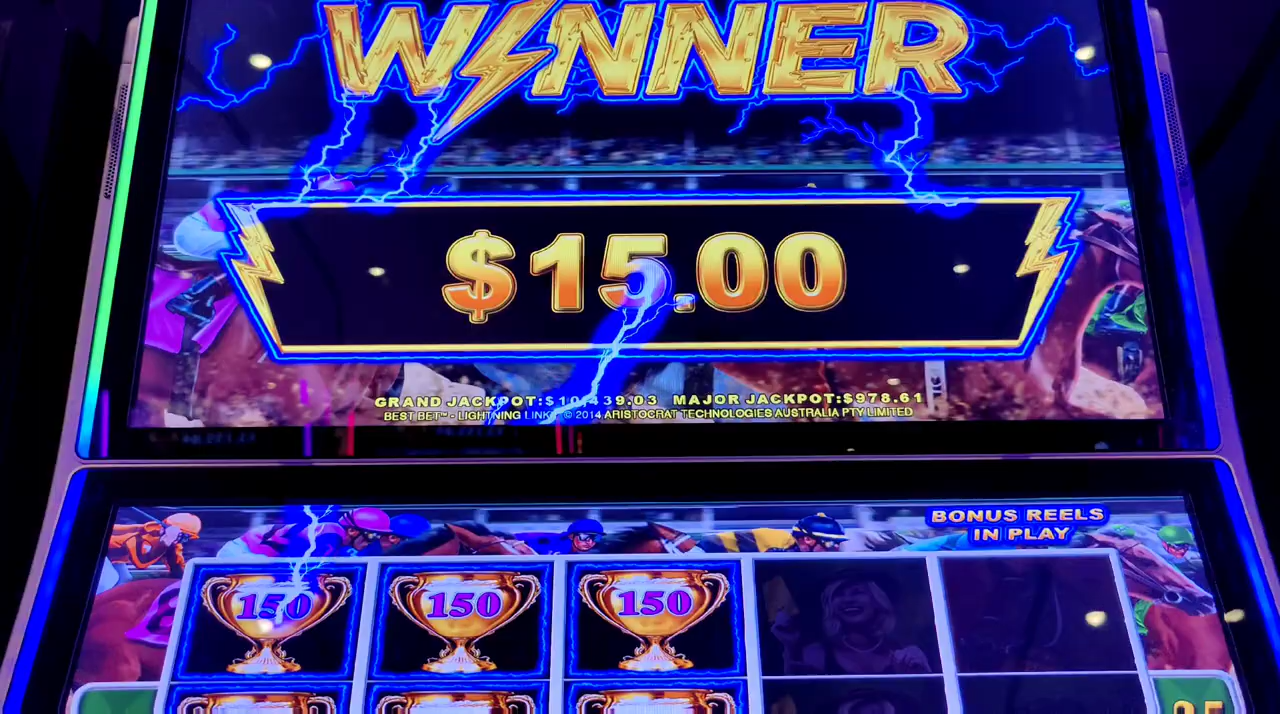 WINNER
$15.00
GRAND JACKPOT:$10,439.03 MAJOR JACKPOT:$978.61
BEST BET™ - LIGHTNING LINK © 2014 ARISTOCRAT TECHNOLOGIES AUSTRALIA PTY LIMITED
BONUS REELS
IN PLAY
150 150 150